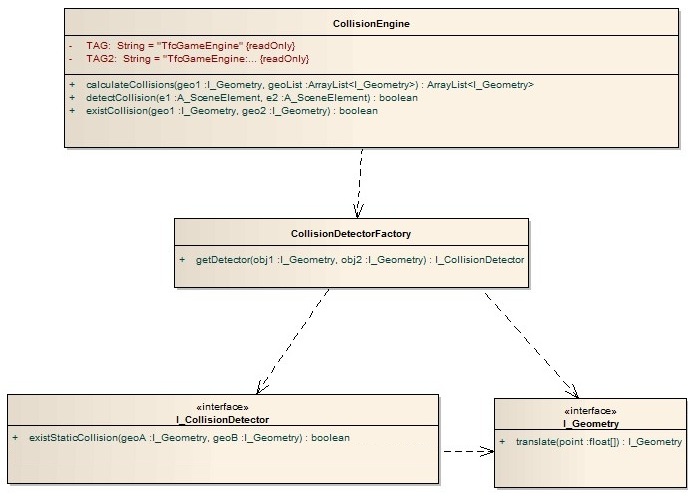 CollisionEngine
- TAG: String = "TfcGameEngine" {readOnly}
- TAG2: String = "TfcGameEngine:... {readOnly}
+ calculateCollisions(geo1 :I_Geometry, geoList :ArrayList<I_Geometry>) : ArrayList<I_Geometry>
+ detectCollision(e1 :A_SceneElement, e2 :A_SceneElement) : boolean
+ existCollision(geo1 :I_Geometry, geo2 :I_Geometry) : boolean
CollisionDetectorFactory
+ getDetector(obj1 :I_Geometry, obj2 :I_Geometry) : I_CollisionDetector
«interface»
I_CollisionDetector
+ existStaticCollision(geoA :I_Geometry, geoB :I_Geometry) : boolean
«interface»
I_Geometry
+ translate(point :float[]) : I_Geometry